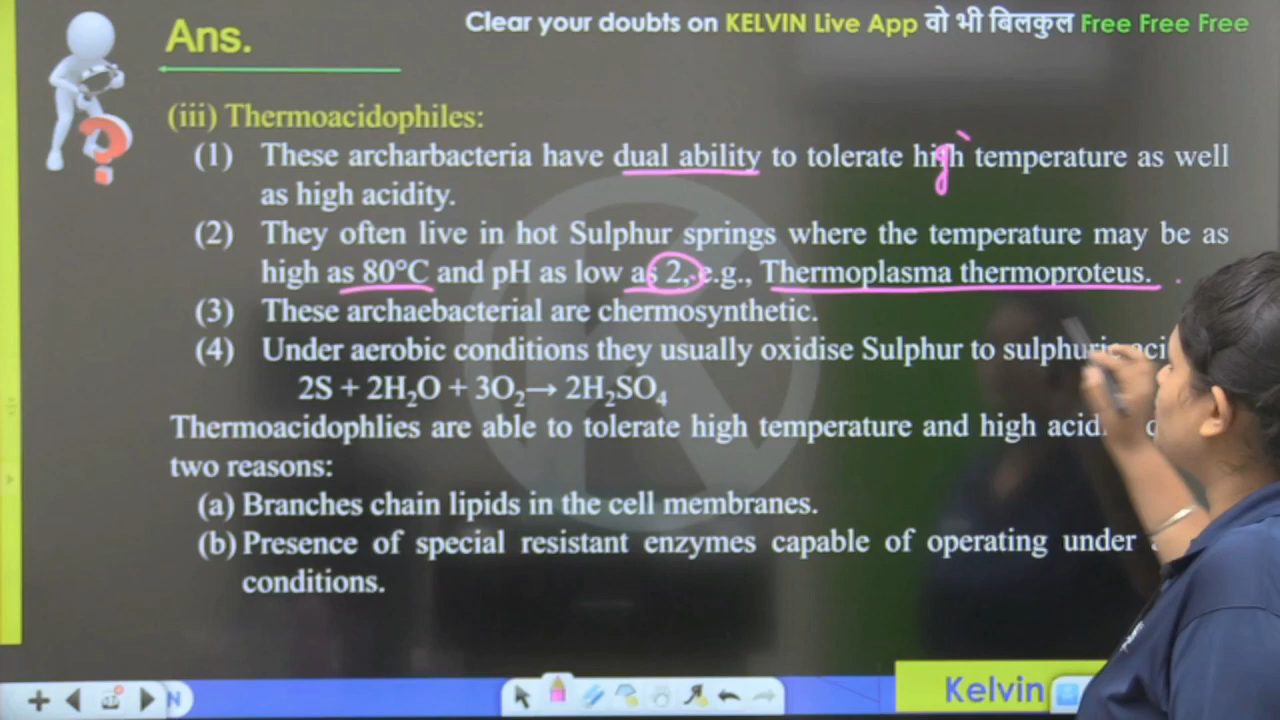 Clear your doubts on KELVIN Live App वो भी बिलकुल Free Free Free
Ans.
(iii) Thermoacidophiles:
(1) These archarbacteria have dual ability to tolerate high temperature as well
as high acidity.
(2) They often live in hot Sulphur springs where the temperature may be as
high as 80°C and pH as low as 2, e.g., Thermoplasma thermoproteus.
(3) These archaebacterial are chermosynthetic.
(4) Under aerobic conditions they usually oxidise Sulphur to sulphuric
2S + 2H₂O + 3O₂→ 2H₂SO₄
Thermoacidophlies are able to tolerate high temperature and high
two reasons:
(a) Branches chain lipids in the cell membranes.
(b) Presence of special resistant enzymes capable of operating under
conditions.
Kelvin